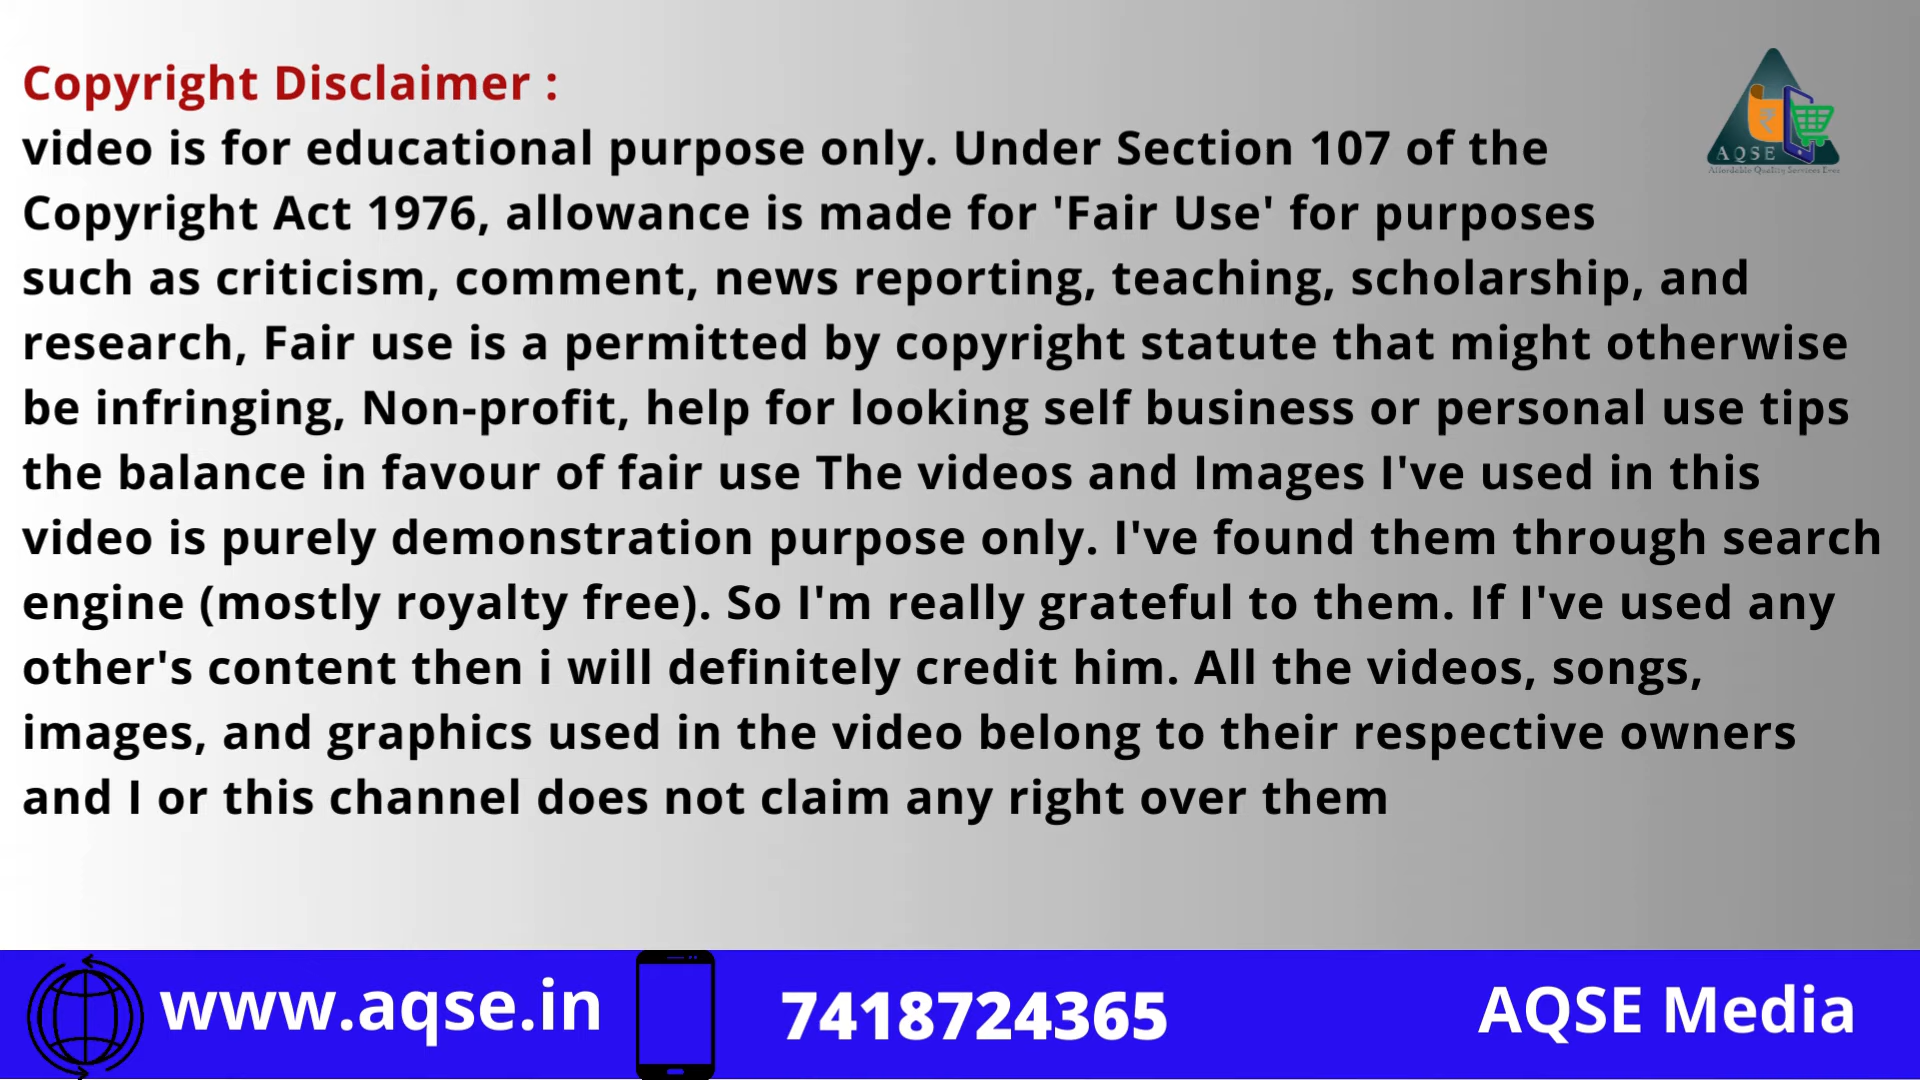 Copyright Disclaimer :
video is for educational purpose only. Under Section 107 of the
Copyright Act 1976, allowance is made for 'Fair Use' for purposes
such as criticism, comment, news reporting, teaching, scholarship, and
research, Fair use is a permitted by copyright statute that might otherwise
be infringing, Non-profit, help for looking self business or personal use tips
the balance in favour of fair use The videos and Images I've used in this
video is purely demonstration purpose only. I've found them through search
engine (mostly royalty free). So I'm really grateful to them. If I've used any
other's content then i will definitely credit him. All the videos, songs,
images, and graphics used in the video belong to their respective owners
and I or this channel does not claim any right over them
AQSE
Affordable Quality Services Ever
www.aqse.in
7418724365
AQSE Media